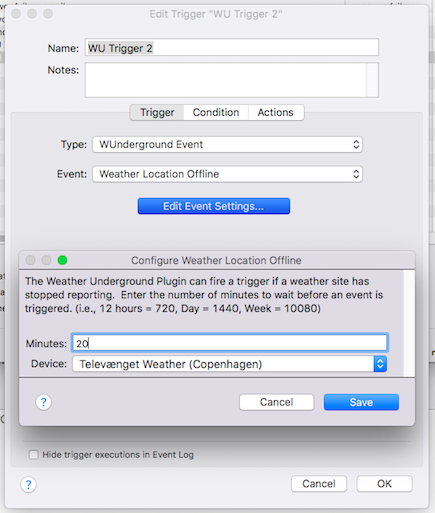 Edit Trigger "WU Trigger 2"
Name: WU Trigger 2
Notes:
Trigger Condition Actions
Type: WUnderground Event
Event: Weather Location Offline
Edit Event Settings...
Configure Weather Location Offline
The Weather Underground Plugin can fire a trigger if a weather site has
stopped reporting. Enter the number of minutes to wait before an event is
triggered. (i.e., 12 hours = 720, Day = 1440, Week = 10080)
Minutes: 20
Device: Televænget Weather (Copenhagen)
? Cancel Save
Hide trigger executions in Event Log
? Cancel OK